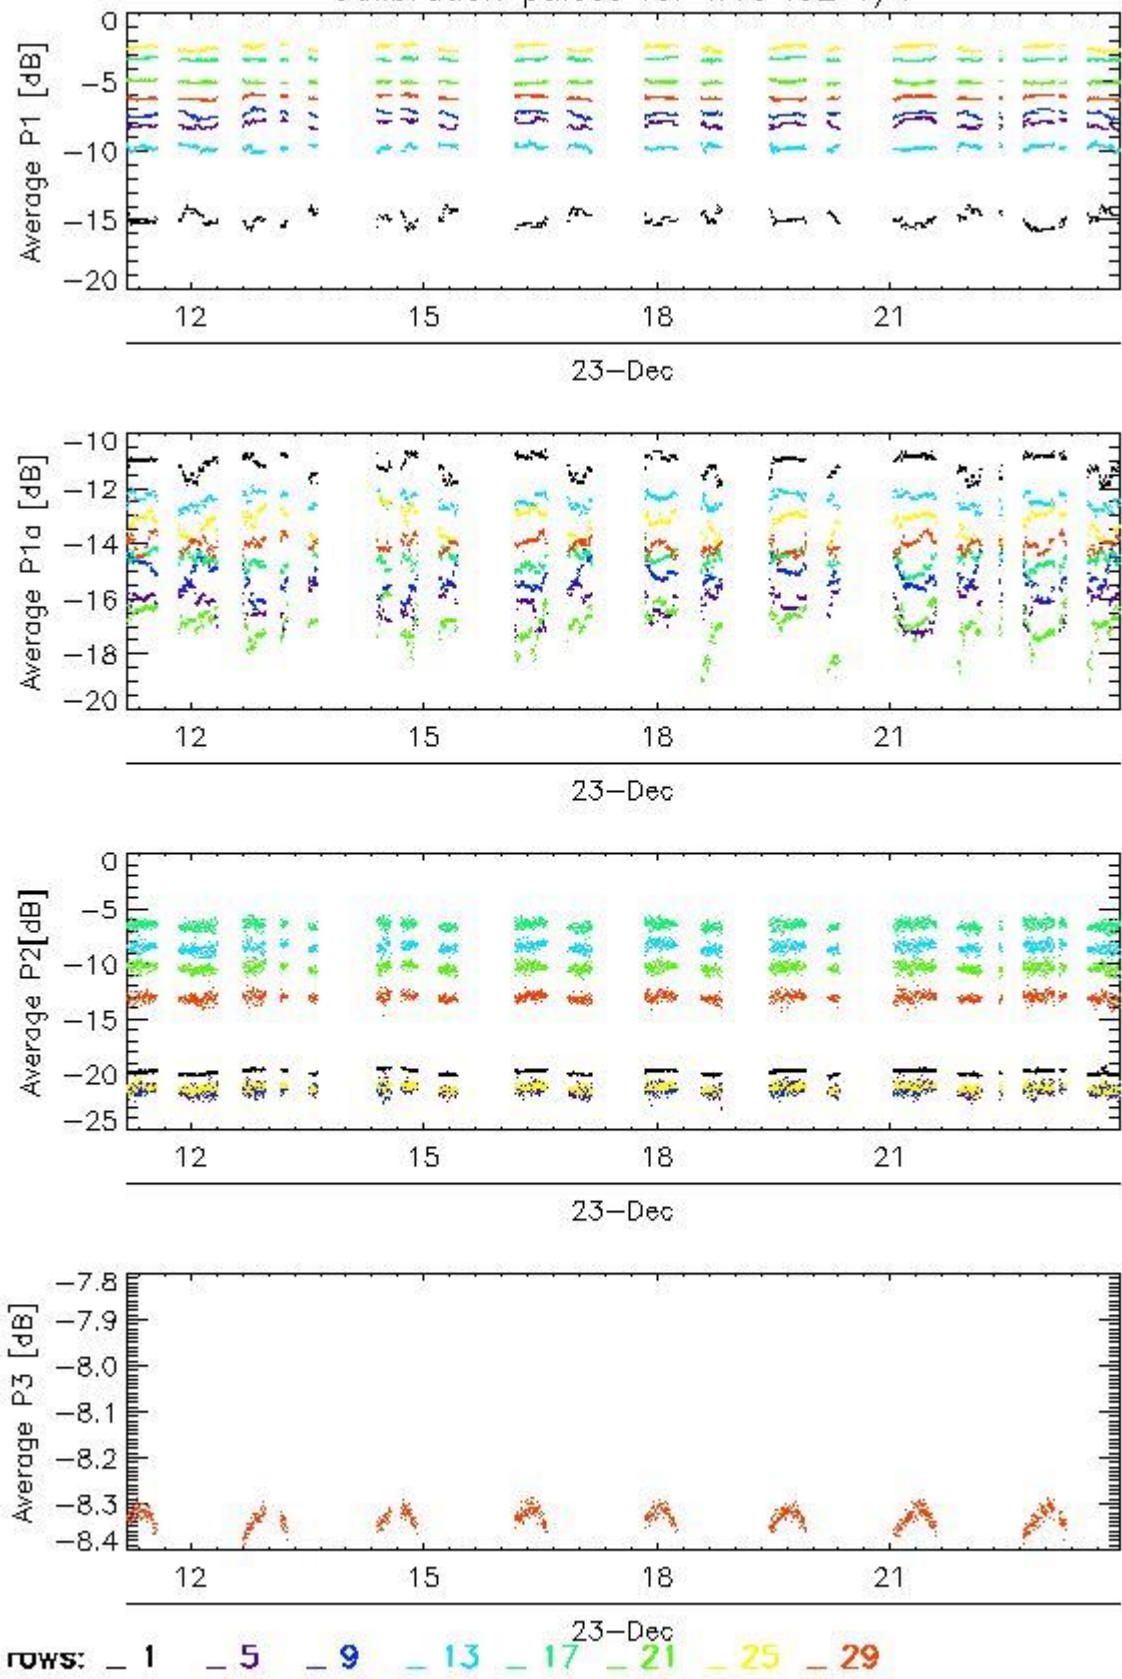 0
−5
−10
−15
−20
Average P1 [dB]
12 15 18 21
23−Dec
−10
−12
−14
−16
−18
−20
Average P1a [dB]
12 15 18 21
23−Dec
0
−5
−10
−15
−20
−25
Average P2[dB]
12 15 18 21
23−Dec
−7.8
−7.9
−8.0
−8.1
−8.2
−8.3
−8.4
Average P3 [dB]
12 15 18 21
23−Dec
rows: _ 1 _ 5 _ 9 _ 13 _ 17 _ 21 _ 25 _ 29